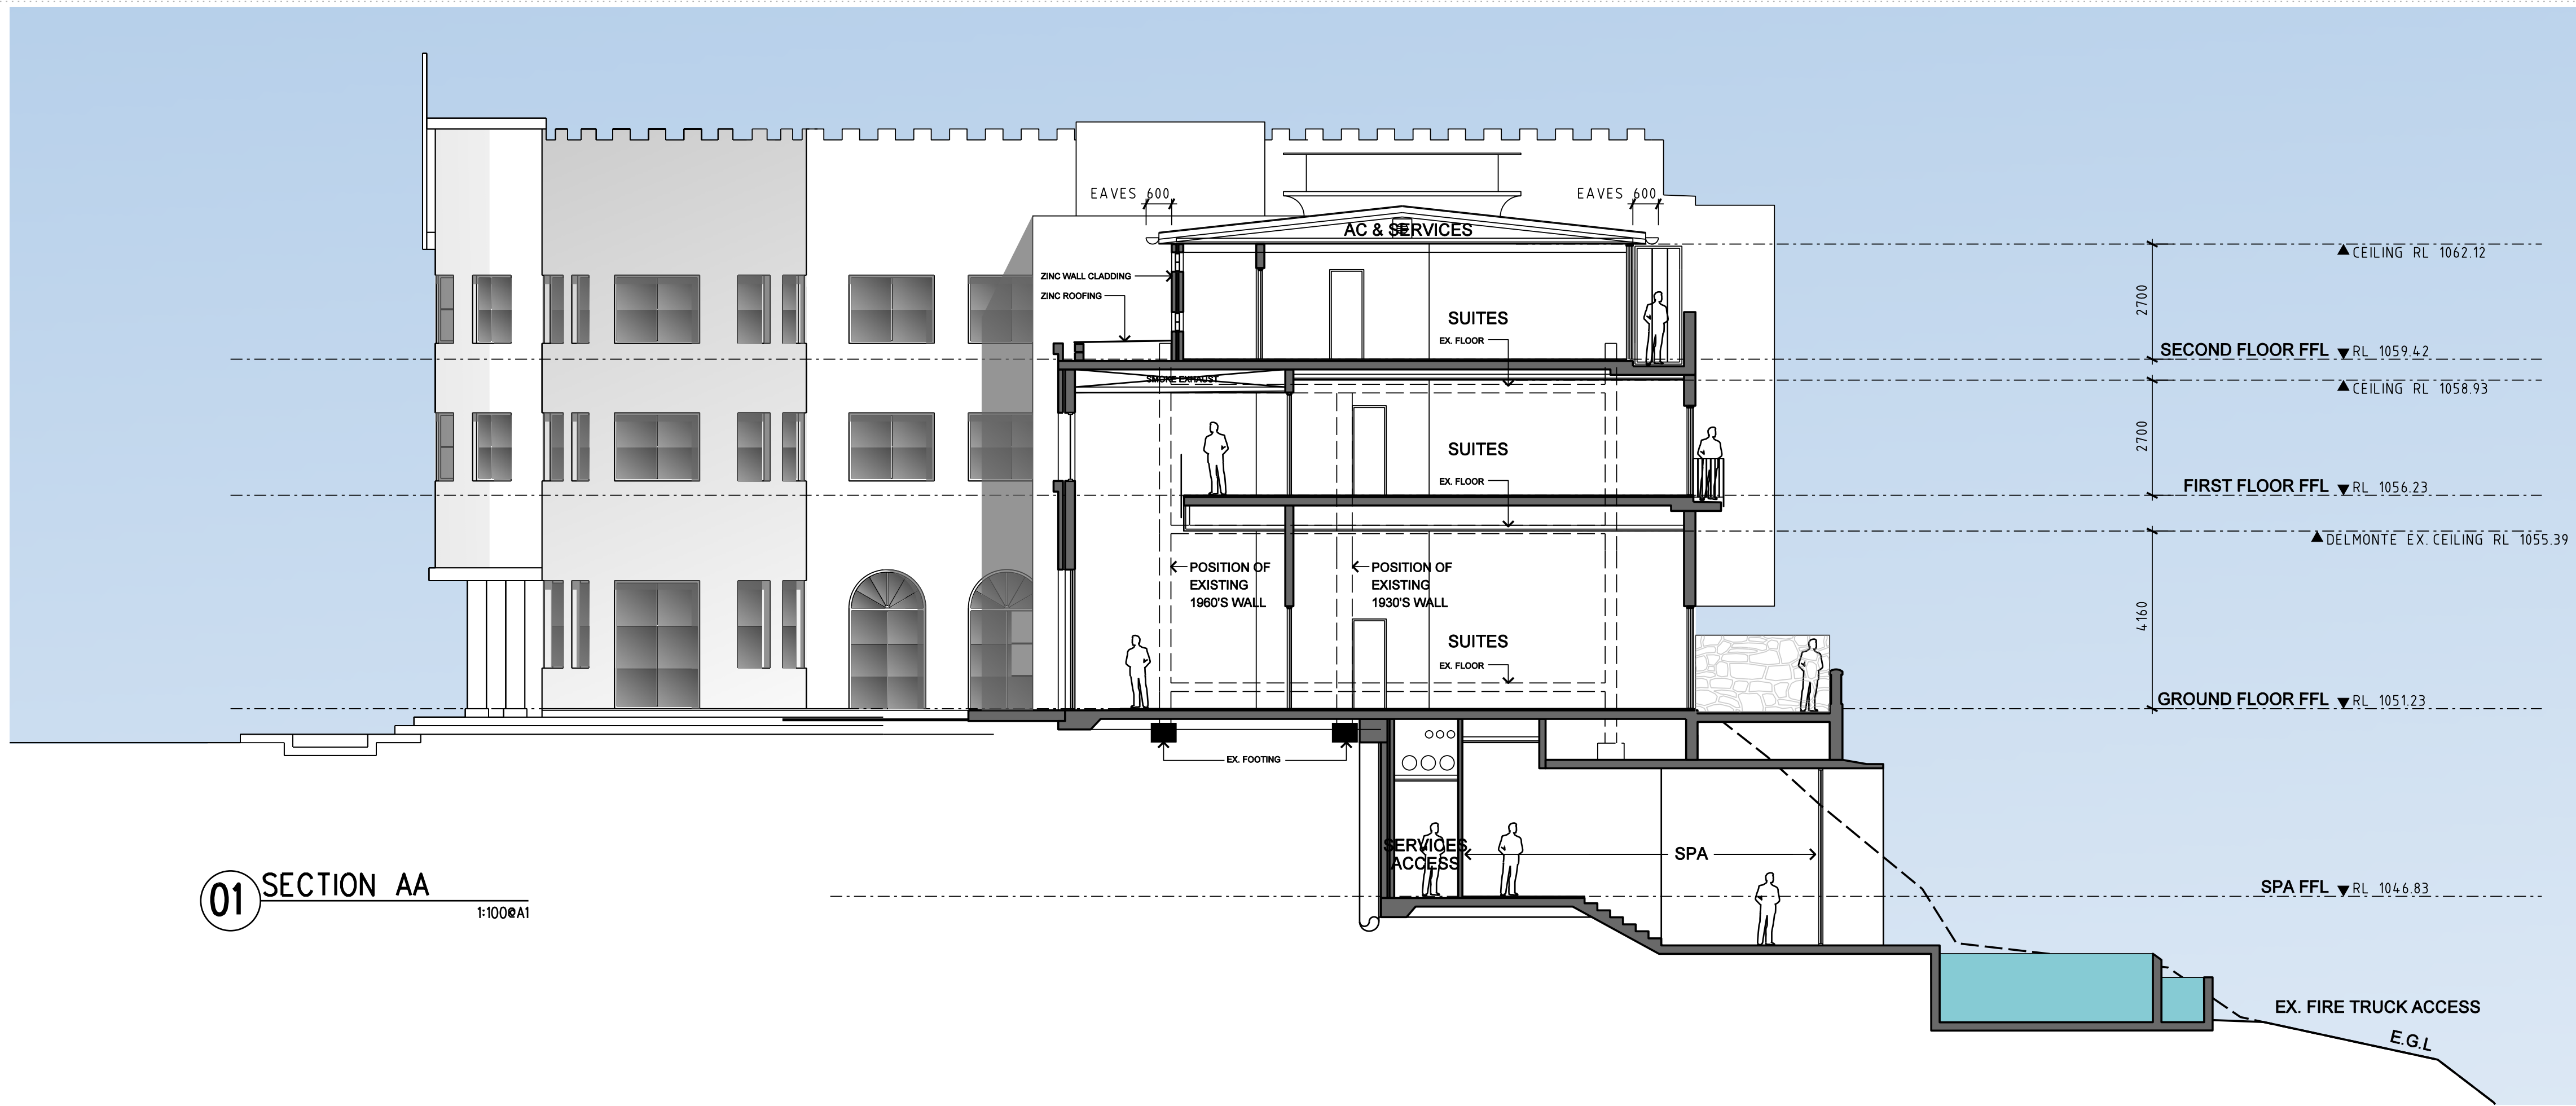 EAVES 600
EAVES 600
AC & SERVICES
CEILING RL 1062.12
ZINC WALL CLADDING
ZINC ROOFING
2700
SUITES
EX. FLOOR
SECOND FLOOR FFL RL 1059.42
SMOKE EXHAUST
CEILING RL 1058.93
2700
SUITES
EX. FLOOR
FIRST FLOOR FFL RL 1056.23
DELMONTE EX. CEILING RL 1055.39
POSITION OF
EXISTING
1960'S WALL
POSITION OF
EXISTING
1930'S WALL
4160
SUITES
EX. FLOOR
GROUND FLOOR FFL RL 1051.23
EX. FOOTING
SERVICES
ACCESS
SPA
SPA FFL RL 1046.83
01 SECTION AA
1:100@A1
EX. FIRE TRUCK ACCESS
E.G.L